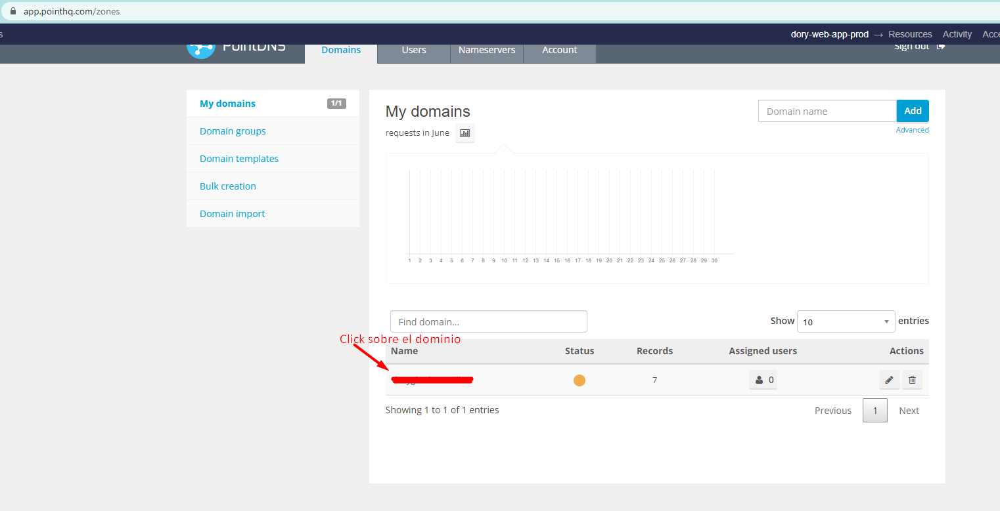 app.pointhq.com/zones
s dory-web-app-prod → Resources Activity Acce
PointDNS Domains Users Nameservers Account Sign out
My domains 1/1
Domain groups
Domain templates
Bulk creation
Domain import
My domains
Domain name Add
requests in June
Advanced
1 2 3 4 5 6 7 8 9 10 11 12 13 14 15 16 17 18 19 20 21 22 23 24 25 26 27 28 29 30
Find domain... Show 10 entries
Click sobre el dominio
Name Status Records Assigned users Actions
7 0
Showing 1 to 1 of 1 entries Previous 1 Next